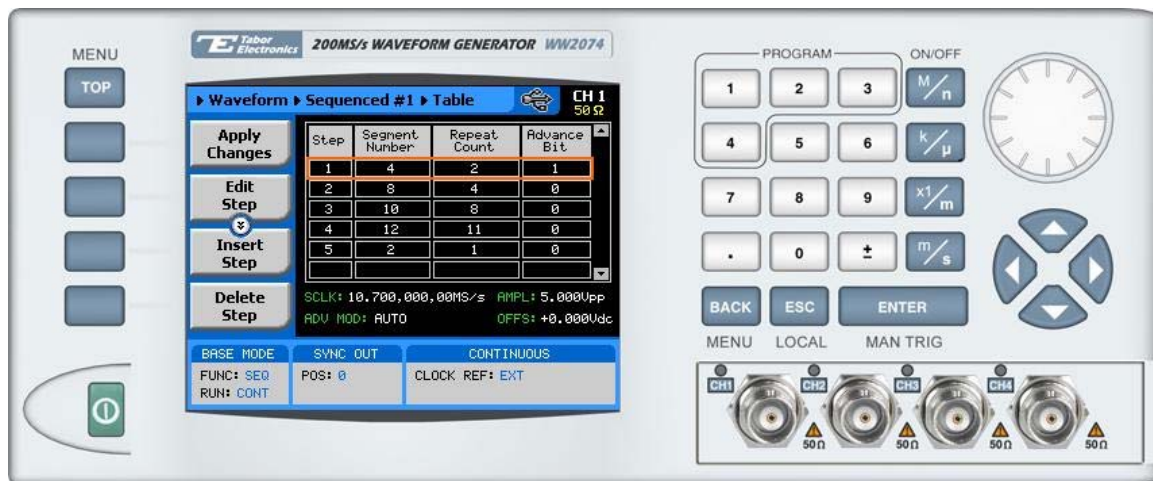 MENU
TOP
Tabor
Electronics
200MS/s WAVEFORM GENERATOR WW2074
Waveform Sequenced #1 Table
CH 1
50 Ω
Apply
Changes
Edit
Step
Insert
Step
Delete
Step
Step Segment Number Repeat Count Advance Bit
1 4 2 1
2 8 4 0
3 10 8 0
4 12 11 0
5 2 1 0
SCLK: 10.700,000,00MS/s AMPL: 5.000Vpp
ADV MOD: AUTO OFFS: +0.000Vdc
BASE MODE SYNC OUT CONTINUOUS
FUNC: SEQ POS: 0 CLOCK REF: EXT
RUN: CONT
PROGRAM ON/OFF
1 2 3 M/n
4 5 6 k/µ
7 8 9 x1/m
. 0 ± m/s
BACK ESC ENTER
MENU LOCAL MAN TRIG
CH1 CH2 CH3 CH4
50Ω 50Ω 50Ω 50Ω